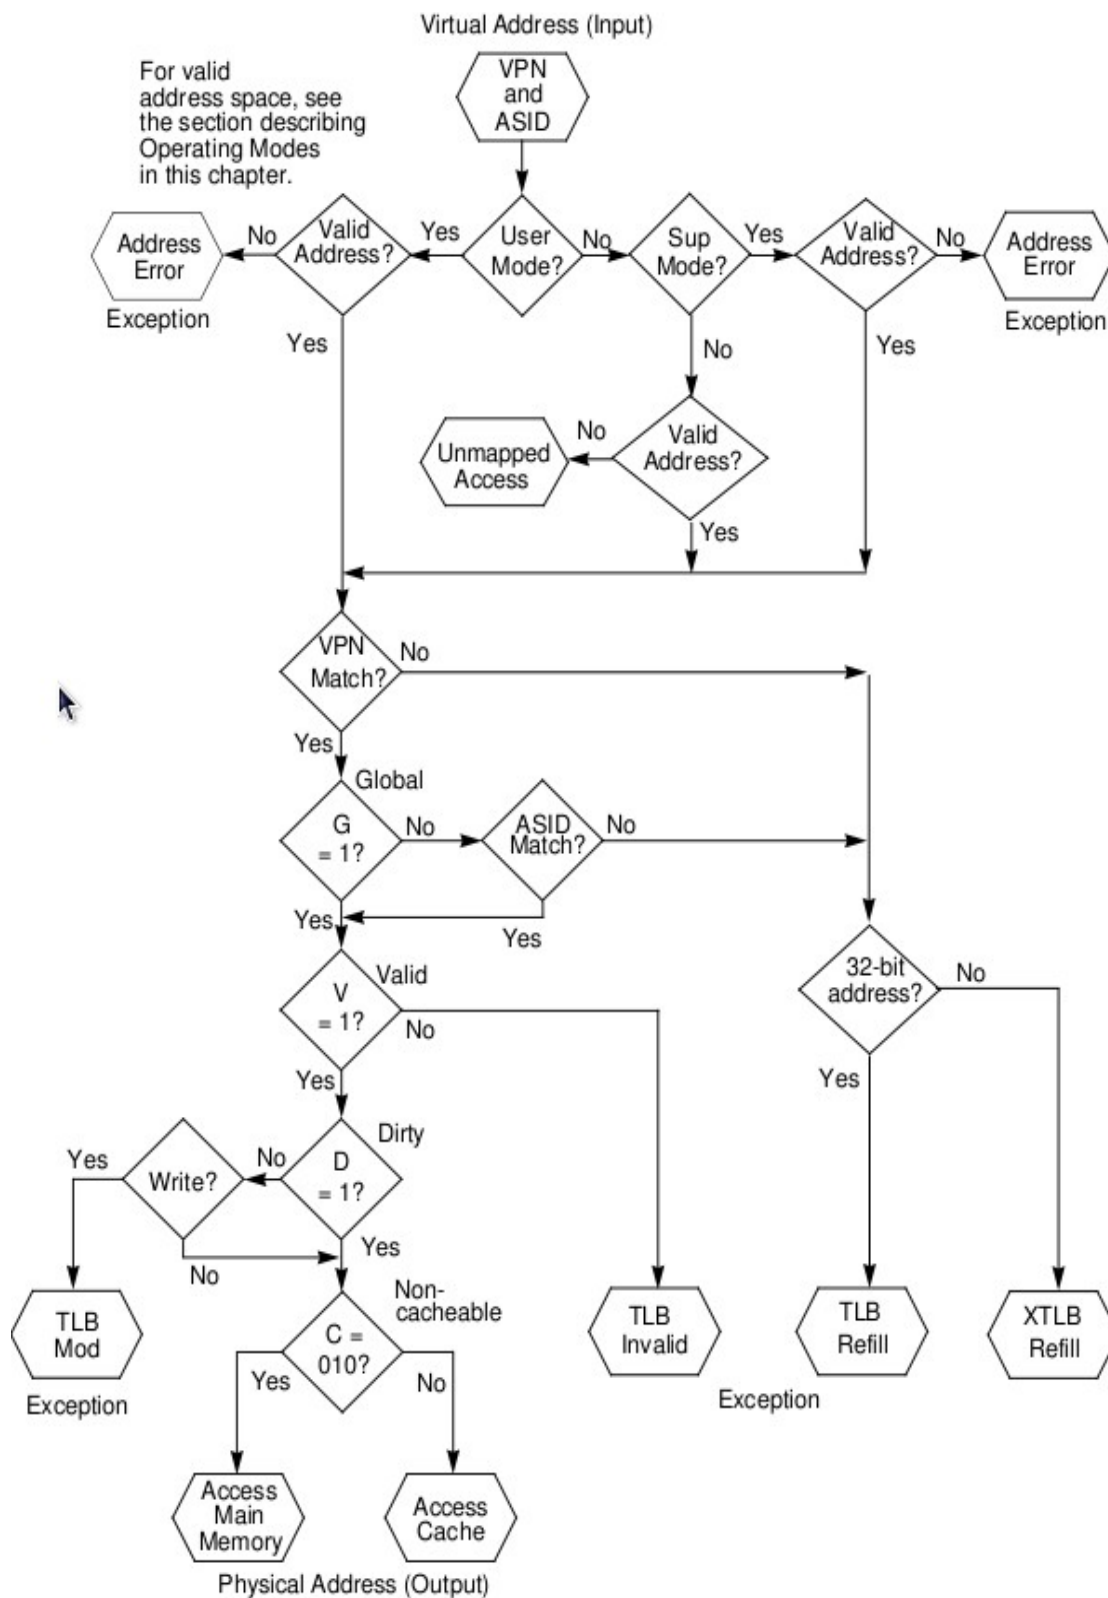 Virtual Address (Input)
For valid
address space, see
the section describing
Operating Modes
in this chapter.
VPN
and
ASID
Address
Error
Exception
No
Valid
Address?
Yes
User
Mode?
No
Sup
Mode?
Yes
Valid
Address?
No
Address
Error
Exception
Yes
No
Yes
Unmapped
Access
No
Valid
Address?
Yes
VPN
Match?
No
Yes
Global
G
= 1?
No
ASID
Match?
No
Yes
Yes
Valid
V
= 1?
No
32-bit
address?
No
Yes
Yes
Dirty
D
= 1?
No
Write?
Yes
No
Yes
Non-
cacheable
C =
010?
Yes
No
TLB
Mod
Exception
TLB
Invalid
TLB
Refill
XTLB
Refill
Exception
Access
Main
Memory
Access
Cache
Physical Address (Output)